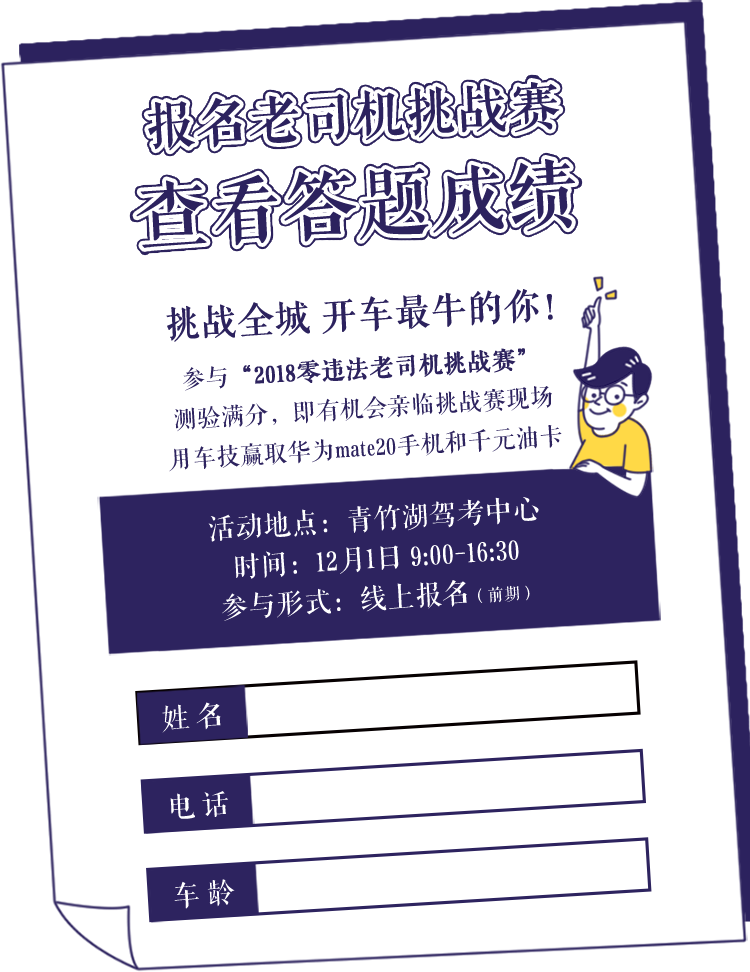 报名老司机挑战赛
查看答题成绩
挑战全城 开车最牛的你!
参与“2018零违法老司机挑战赛”
测验满分，即有机会亲临挑战赛现场
用车技赢取华为mate20手机和千元油卡
活动地点：青竹湖驾考中心
时间：12月1日 9:00-16:30
参与形式：线上报名（前期）
姓名
电话
车龄